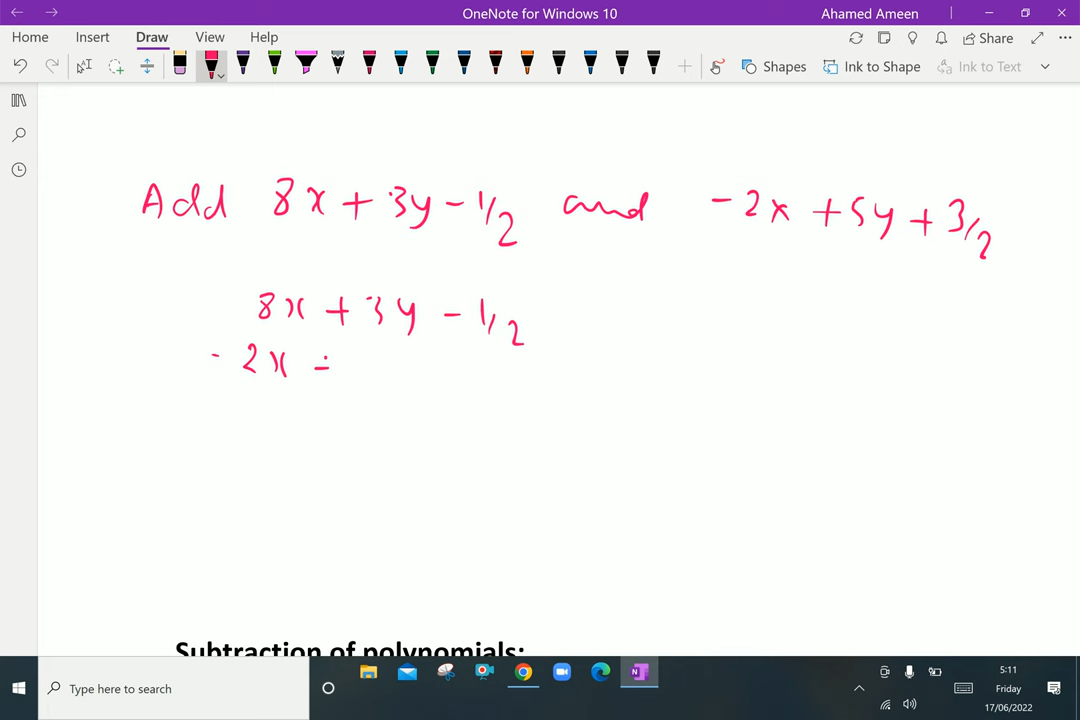 OneNote for Windows 10
Ahamed Ameen
Home Insert Draw View Help
Share
Shapes Ink to Shape Ink to Text
Add 8x + 3y - 1/2 and - 2x + 5y + 3/2
8x + 3y - 1/2
- 2x
Subtraction of polynomials:
Type here to search
5:11
Friday
17/06/2022